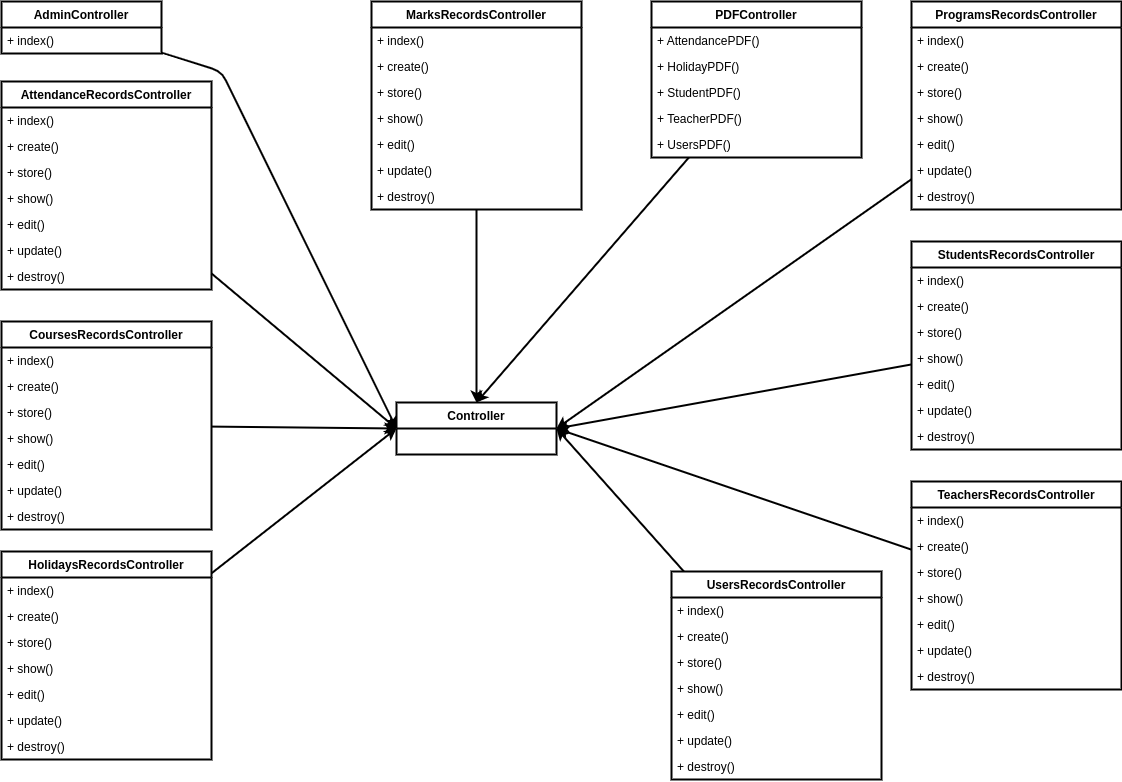 AdminController
+ index()
AttendanceRecordsController
+ index()
+ create()
+ store()
+ show()
+ edit()
+ update()
+ destroy()
CoursesRecordsController
+ index()
+ create()
+ store()
+ show()
+ edit()
+ update()
+ destroy()
HolidaysRecordsController
+ index()
+ create()
+ store()
+ show()
+ edit()
+ update()
+ destroy()
MarksRecordsController
+ index()
+ create()
+ store()
+ show()
+ edit()
+ update()
+ destroy()
Controller
PDFController
+ AttendancePDF()
+ HolidayPDF()
+ StudentPDF()
+ TeacherPDF()
+ UsersPDF()
UsersRecordsController
+ index()
+ create()
+ store()
+ show()
+ edit()
+ update()
+ destroy()
ProgramsRecordsController
+ index()
+ create()
+ store()
+ show()
+ edit()
+ update()
+ destroy()
StudentsRecordsController
+ index()
+ create()
+ store()
+ show()
+ edit()
+ update()
+ destroy()
TeachersRecordsController
+ index()
+ create()
+ store()
+ show()
+ edit()
+ update()
+ destroy()